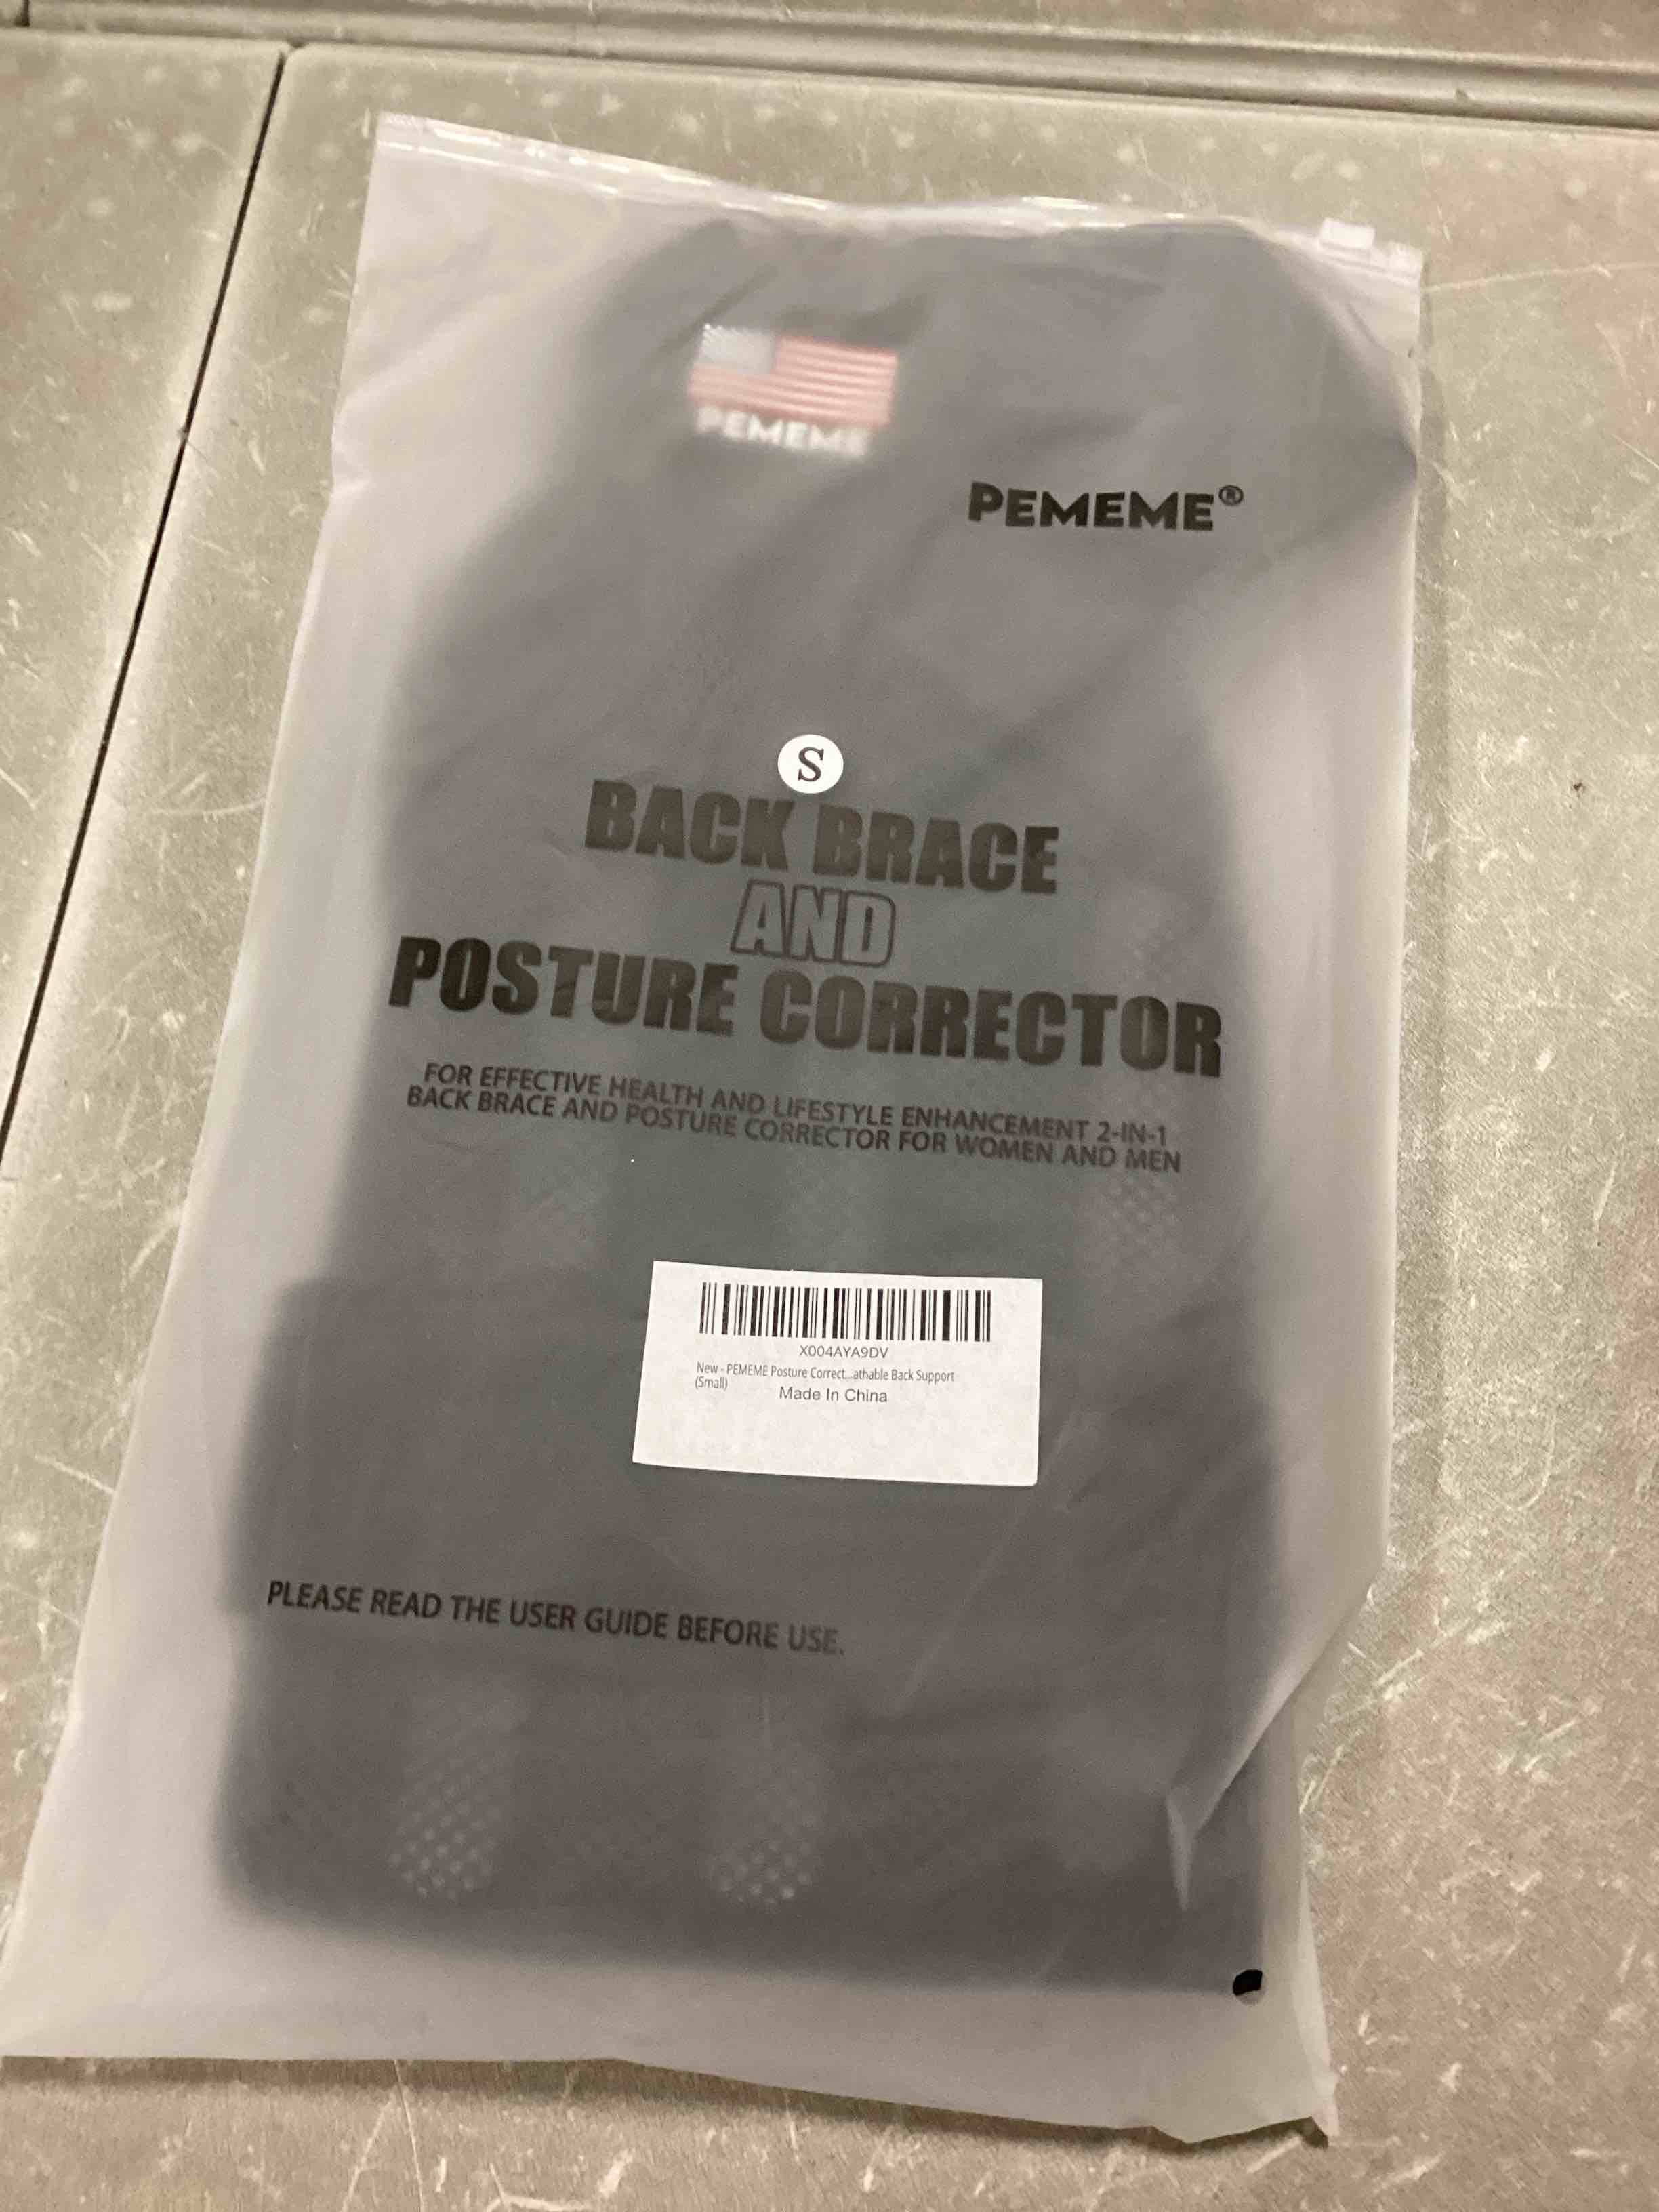 PEMEME
PEMEME®
S
BACK BRACE
AND
POSTURE CORRECTOR
FOR EFFECTIVE HEALTH AND LIFESTYLE ENHANCEMENT 2-IN-1
BACK BRACE AND POSTURE CORRECTOR FOR WOMEN AND MEN
X004AYA9DV
New - PEMEME Posture Correct...athable Back Support
(Small)
Made In China
PLEASE READ THE USER GUIDE BEFORE USE.